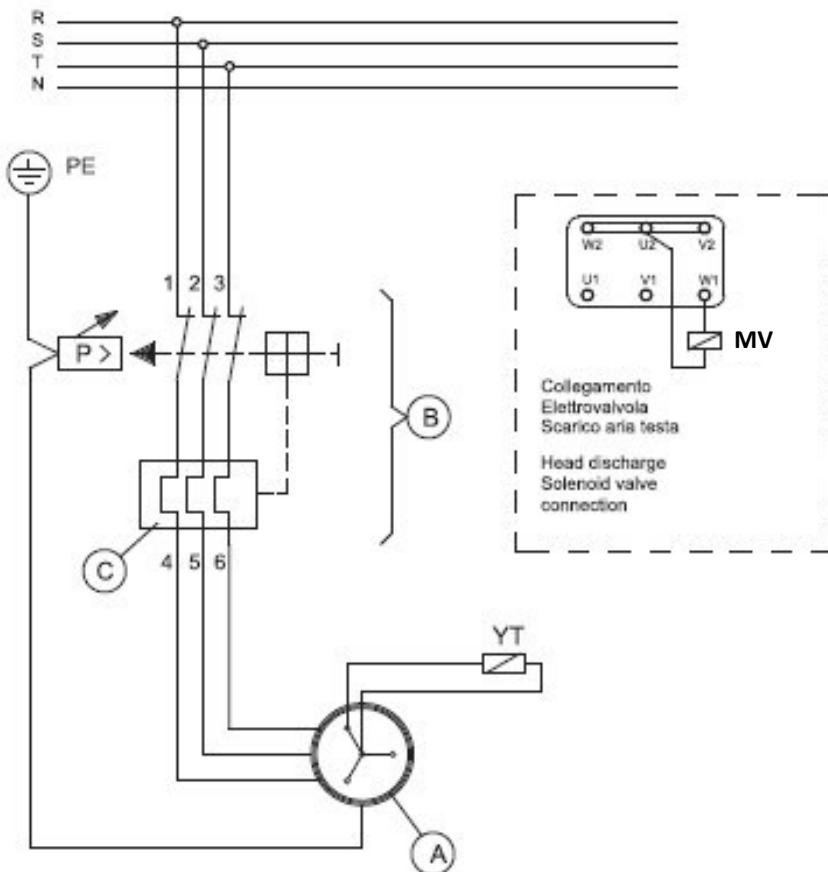 R
S
T
N
PE
1 2 3
P >
B
C
4 5 6
YT
A
W2 U2 V2
U1 V1 W1
MV
Collegamento
Elettrovalvola
Scarico aria testa
Head discharge
Solenoid valve
connection